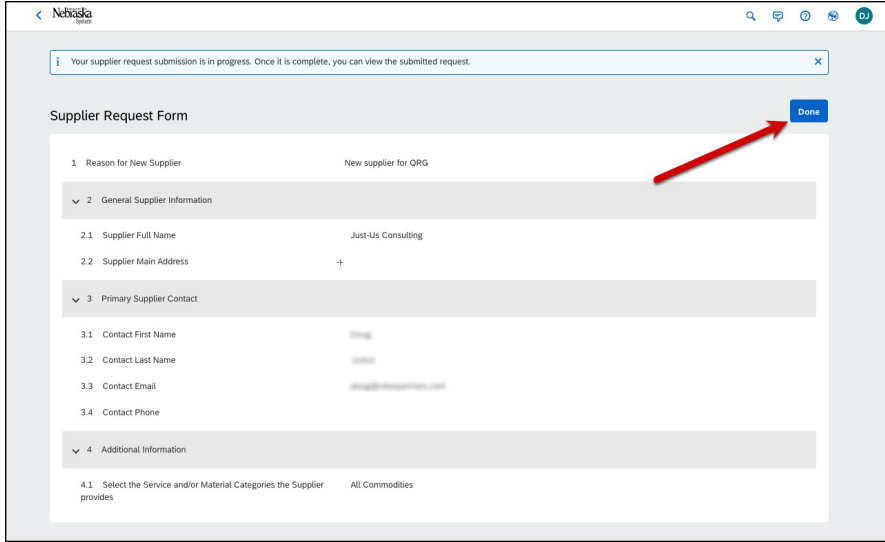 Nebraska
System
DJ
i Your supplier request submission is in progress. Once it is complete, you can view the submitted request.
Supplier Request Form
Done
1 Reason for New Supplier New supplier for QRG
2 General Supplier Information
2.1 Supplier Full Name Just-Us Consulting
2.2 Supplier Main Address +
3 Primary Supplier Contact
3.1 Contact First Name
3.2 Contact Last Name
3.3 Contact Email
3.4 Contact Phone
4 Additional Information
4.1 Select the Service and/or Material Categories the Supplier All Commodities
provides